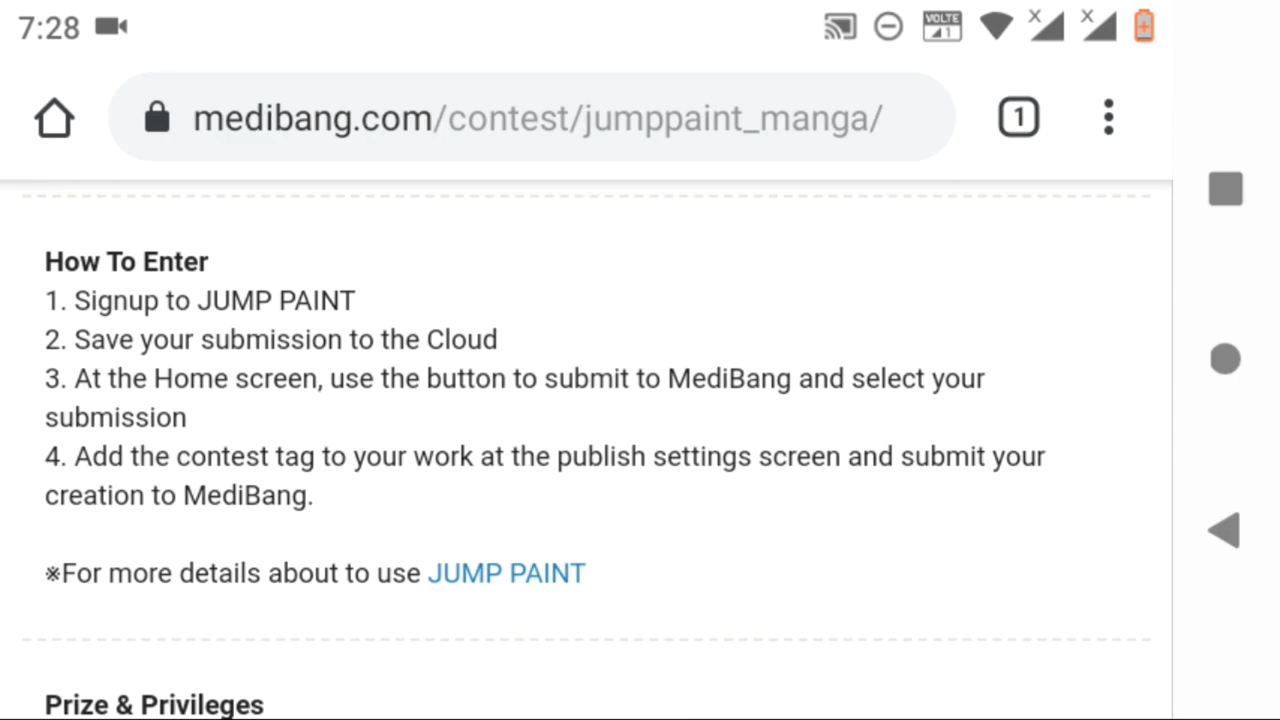 7:28
VOLTE
1
X
X
medibang.com/contest/jumppaint_manga/
1
How To Enter
1. Signup to JUMP PAINT
2. Save your submission to the Cloud
3. At the Home screen, use the button to submit to MediBang and select your
submission
4. Add the contest tag to your work at the publish settings screen and submit your
creation to MediBang.
※For more details about to use JUMP PAINT
Prize & Privileges